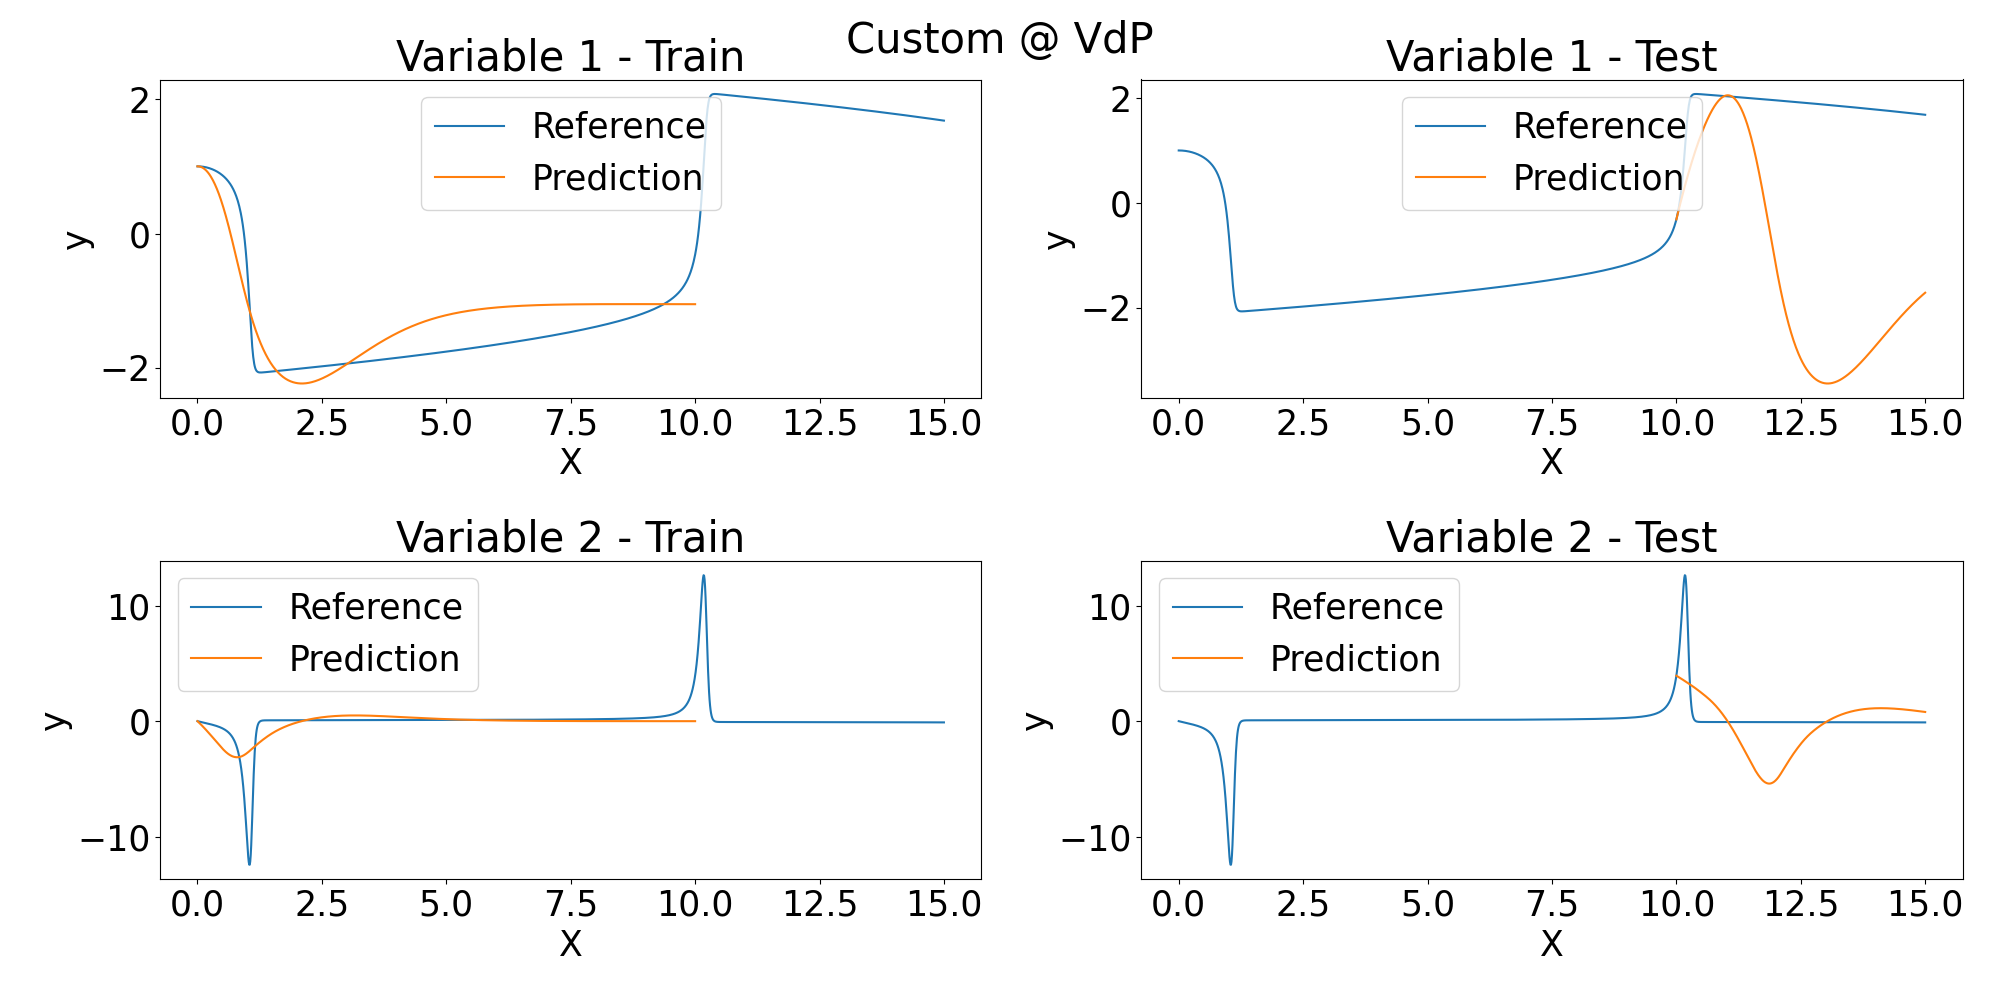 Custom @ VdP
Variable 1 - Train
2
0
−2
y
Reference
Prediction
0.0 2.5 5.0 7.5 10.0 12.5 15.0
X
Variable 1 - Test
2
0
−2
y
Reference
Prediction
0.0 2.5 5.0 7.5 10.0 12.5 15.0
X
Variable 2 - Train
10
0
−10
y
Reference
Prediction
0.0 2.5 5.0 7.5 10.0 12.5 15.0
X
Variable 2 - Test
10
0
−10
y
Reference
Prediction
0.0 2.5 5.0 7.5 10.0 12.5 15.0
X